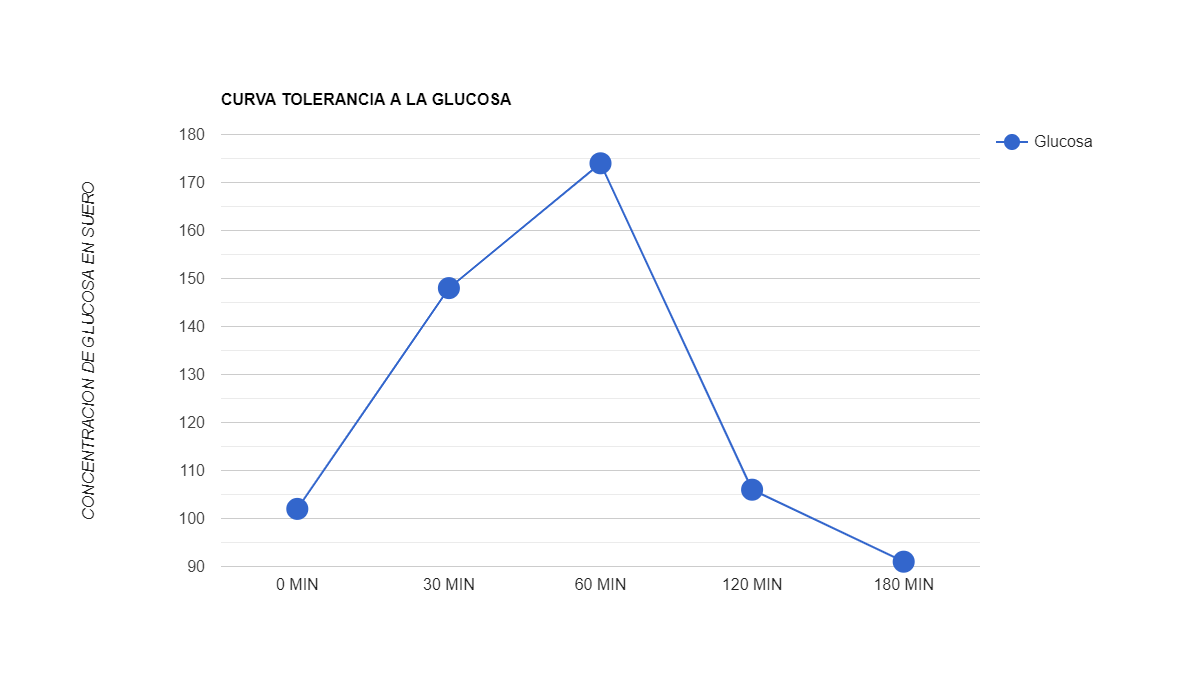 CURVA TOLERANCIA A LA GLUCOSA
Glucosa
CONCENTRACION DE GLUCOSA EN SUERO
180
170
160
150
140
130
120
110
100
90
0 MIN
30 MIN
60 MIN
120 MIN
180 MIN